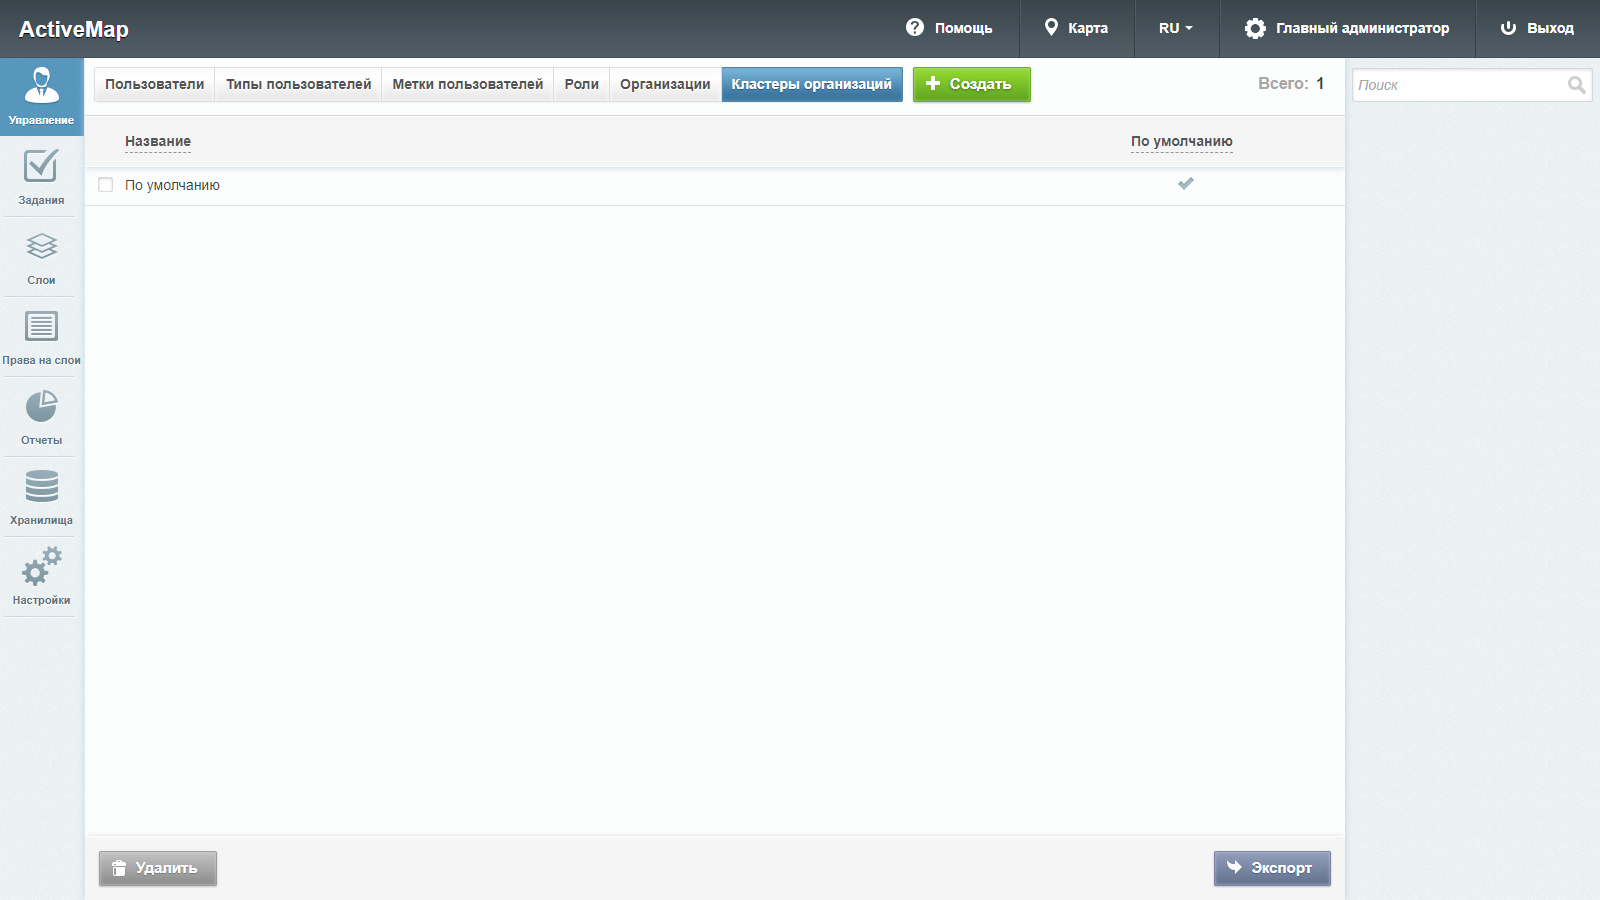 ActiveMap
Помощь
Карта
RU
Главный администратор
Выход
Управление
Задания
Слои
Права на слои
Отчеты
Хранилища
Настройки
Пользователи
Типы пользователей
Метки пользователей
Роли
Организации
Кластеры организаций
Создать
Всего: 1
Поиск
Название
По умолчанию
По умолчанию
Удалить
Экспорт